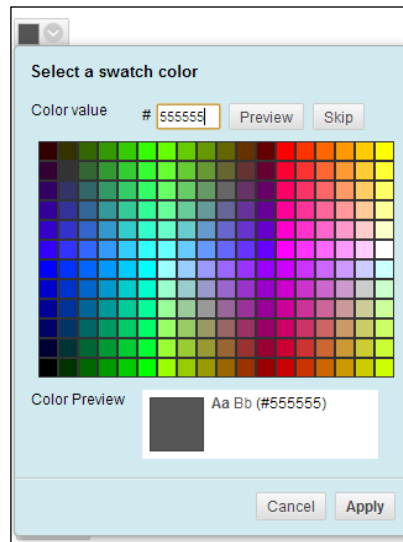 Select a swatch color
Color value # 555555 Preview Skip
Color Preview Aa Bb (#555555)
Cancel Apply